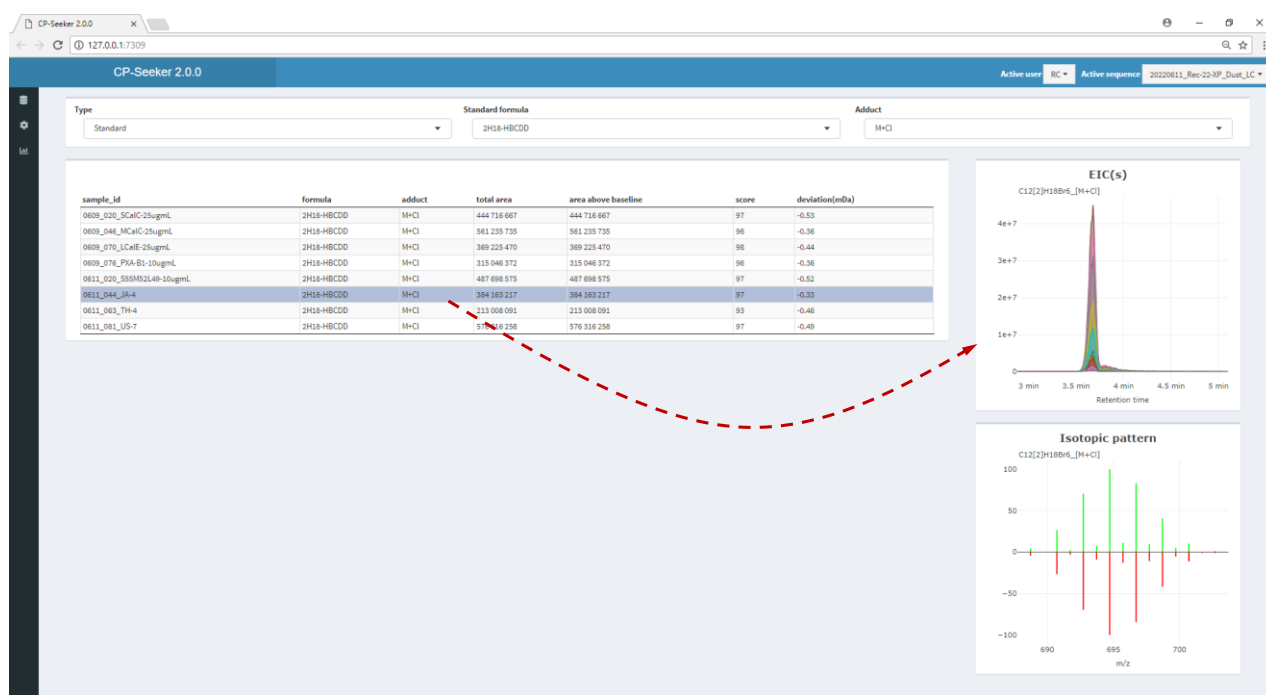 CP-Seeker 2.0.0
127.0.0.1:7309
CP-Seeker 2.0.0 Active user RC Active sequence 20220611_Rec-22-XP_Dust_LC
Type Standard formula Adduct
Standard 2H18-HBCDD M+Cl
sample_id formula adduct total area area above baseline score deviation(mDa)
0609_020_SCalC-25ugmL 2H18-HBCDD M+Cl 444 716 667 444 716 667 97 -0.53
0609_046_MCalC-25ugmL 2H18-HBCDD M+Cl 561 235 735 561 235 735 96 -0.36
0609_070_LCalE-25ugmL 2H18-HBCDD M+Cl 369 225 470 369 225 470 98 -0.44
0609_076_PXA-B1-10ugmL 2H18-HBCDD M+Cl 315 046 372 315 046 372 96 -0.36
0611_020_S5SM52L49-10ugmL 2H18-HBCDD M+Cl 487 698 575 487 698 575 97 -0.52
0611_044_JA-4 2H18-HBCDD M+Cl 384 163 217 384 163 217 97 -0.33
0611_063_TH-4 2H18-HBCDD M+Cl 213 008 091 213 008 091 93 -0.46
0611_081_US-7 2H18-HBCDD M+Cl 576 316 258 576 316 258 97 -0.49
EIC(s)
C12[2]H18Br6_[M+Cl]
4e+7
3e+7
2e+7
1e+7
0
3 min 3.5 min 4 min 4.5 min 5 min
Retention time
Isotopic pattern
C12[2]H18Br6_[M+Cl]
100
50
0
−50
−100
690 695 700
m/z